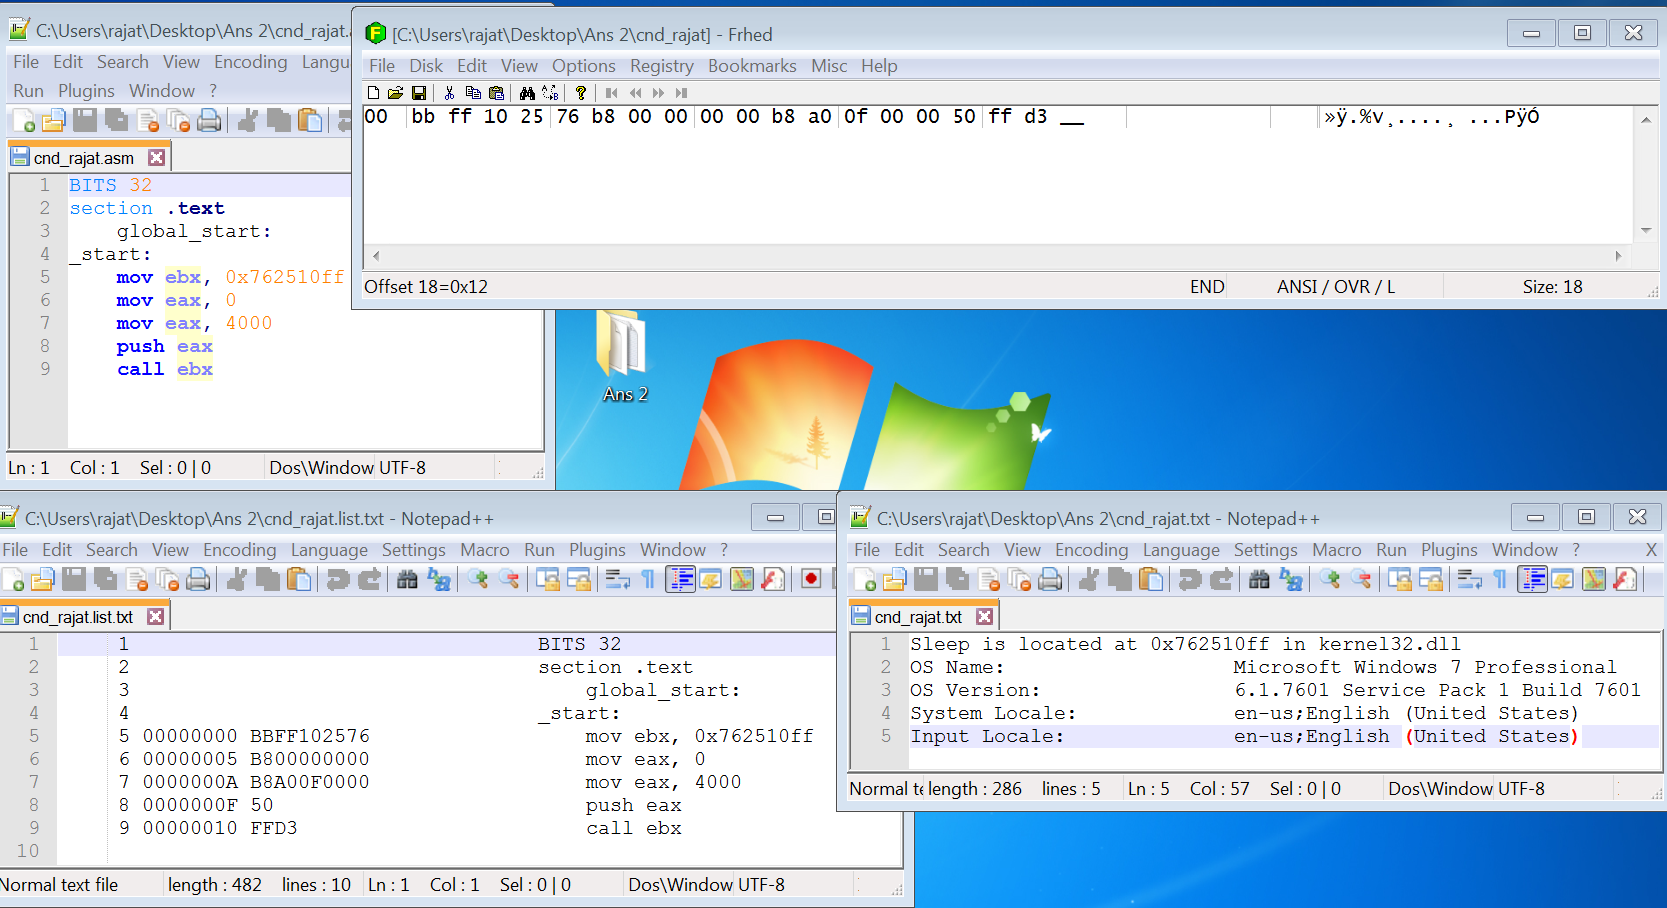 C:\Users\rajat\Desktop\Ans 2\cnd_rajat.
File Edit Search View Encoding Langu
Run Plugins Window ?
cnd_rajat.asm
1 BITS 32
2 section .text
3 global_start:
4 _start:
5 mov ebx, 0x762510ff
6 mov eax, 0
7 mov eax, 4000
8 push eax
9 call ebx
Ln : 1 Col : 1 Sel : 0 | 0 Dos\Window UTF-8
[C:\Users\rajat\Desktop\Ans 2\cnd_rajat] - Frhed
File Disk Edit View Options Registry Bookmarks Misc Help
00 bb ff 10 25 76 b8 00 00 00 00 b8 a0 0f 00 00 50 ff d3 __ »ÿ.%v¸....¸ ...PÿÓ
Offset 18=0x12 END ANSI / OVR / L Size: 18
Ans 2
C:\Users\rajat\Desktop\Ans 2\cnd_rajat.list.txt - Notepad++
File Edit Search View Encoding Language Settings Macro Run Plugins Window ?
cnd_rajat.list.txt
1 1 BITS 32
2 2 section .text
3 3 global_start:
4 4 _start:
5 5 00000000 BBFF102576 mov ebx, 0x762510ff
6 6 00000005 B800000000 mov eax, 0
7 7 0000000A B8A00F0000 mov eax, 4000
8 8 0000000F 50 push eax
9 9 00000010 FFD3 call ebx
10
Normal text file length : 482 lines : 10 Ln : 1 Col : 1 Sel : 0 | 0 Dos\Window UTF-8
C:\Users\rajat\Desktop\Ans 2\cnd_rajat.txt - Notepad++
File Edit Search View Encoding Language Settings Macro Run Plugins Window ? X
cnd_rajat.txt
1 Sleep is located at 0x762510ff in kernel32.dll
2 OS Name: Microsoft Windows 7 Professional
3 OS Version: 6.1.7601 Service Pack 1 Build 7601
4 System Locale: en-us;English (United States)
5 Input Locale: en-us;English (United States)
Normal te length : 286 lines : 5 Ln : 5 Col : 57 Sel : 0 | 0 Dos\Window UTF-8